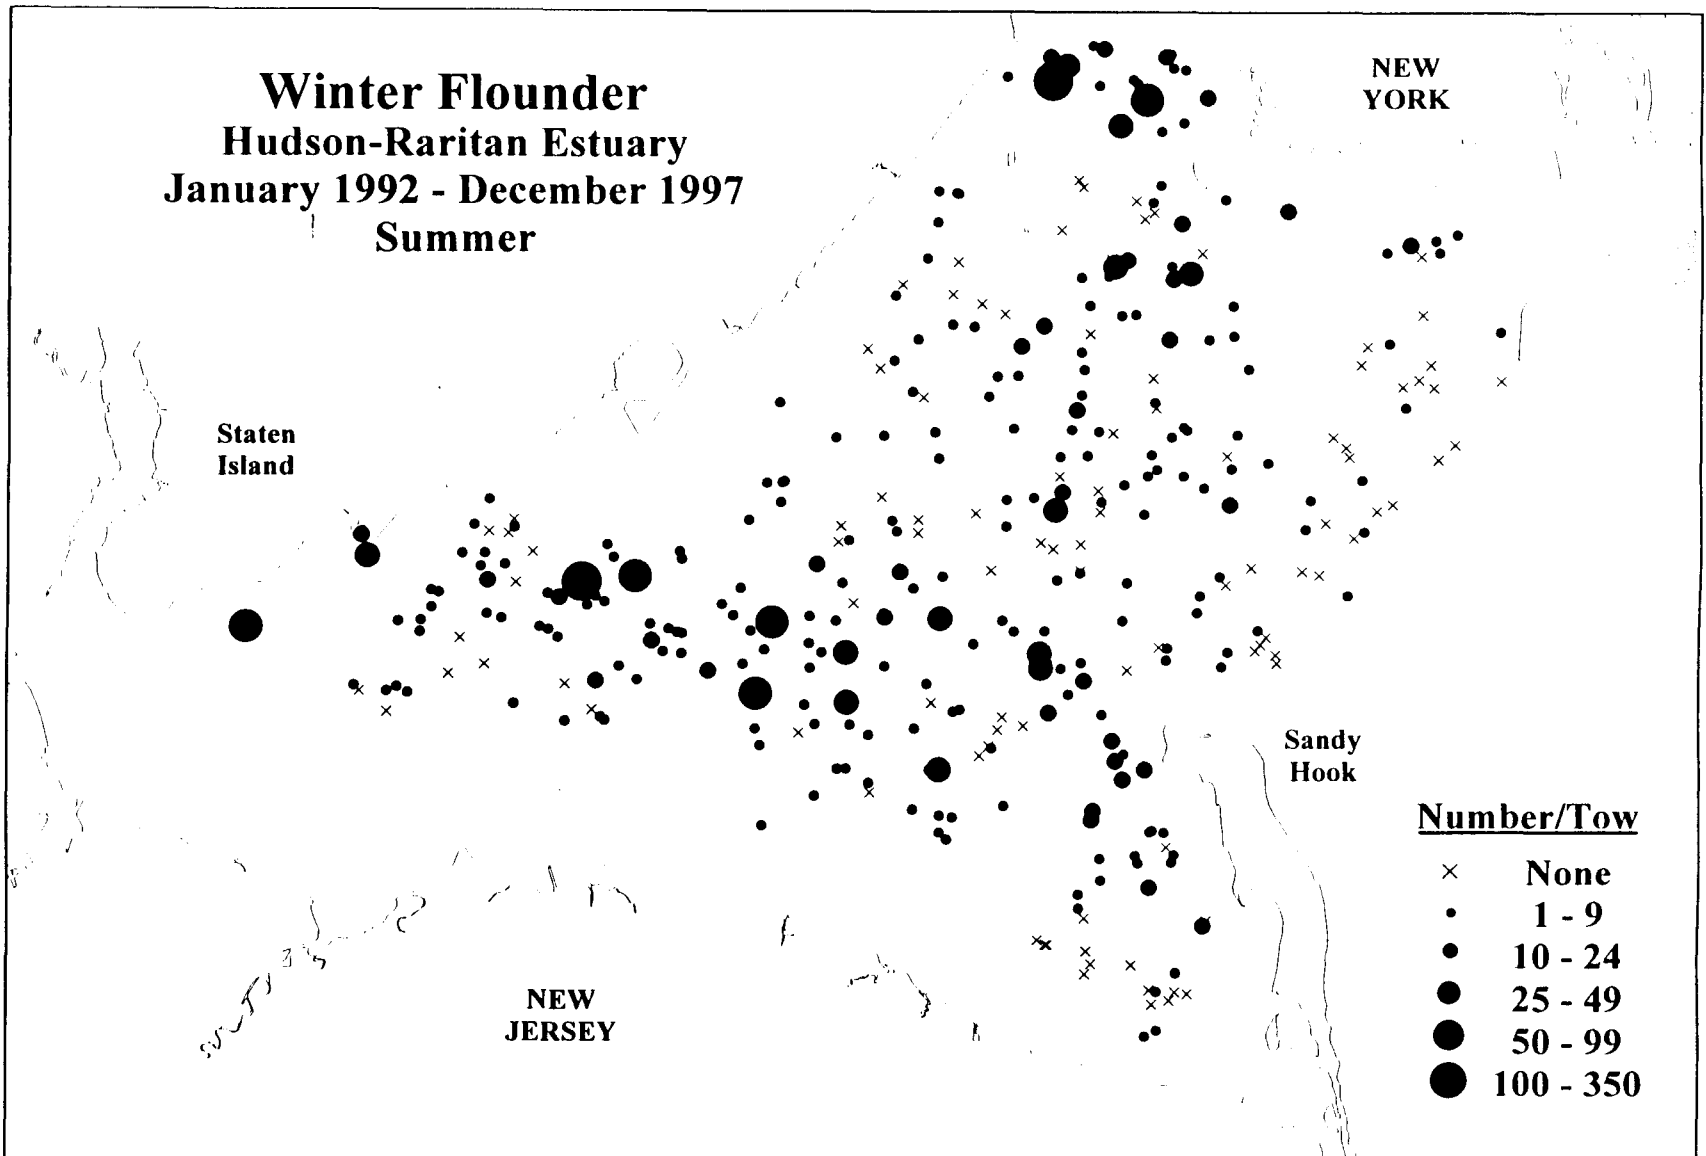 Winter Flounder
Hudson-Raritan Estuary
January 1992 - December 1997
Summer
NEW
YORK
Staten
Island
Sandy
Hook
NEW
JERSEY
Number/Tow
None
1 - 9
10 - 24
25 - 49
50 - 99
100 - 350